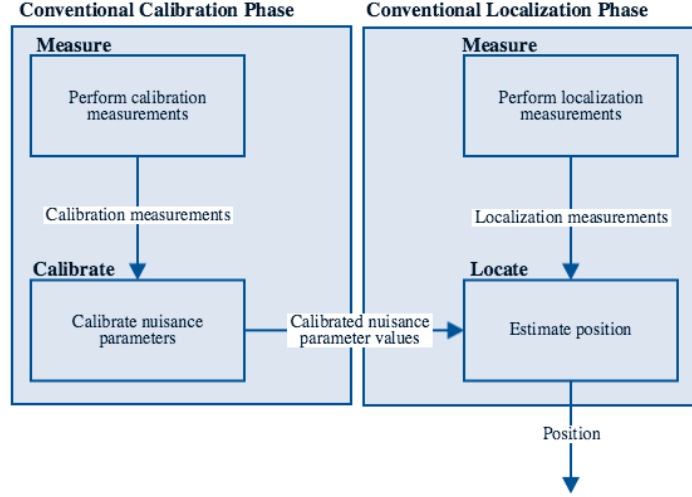 Conventional Calibration Phase
Measure
Perform calibration
measurements
Calibration measurements
Calibrate
Calibrate nuisance
parameters
Calibrated nuisance
parameter values
Conventional Localization Phase
Measure
Perform localization
measurements
Localization measurements
Locate
Estimate position
Position